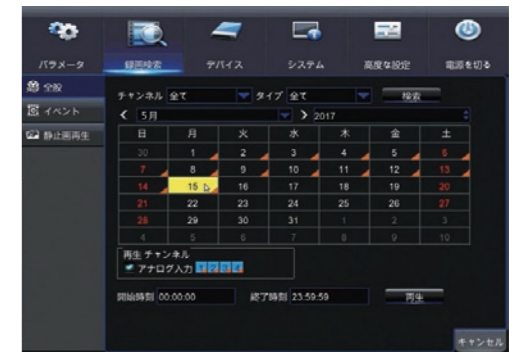 パラメータ 録画検索 デバイス システム 高度な設定 電源を切る
全般
イベント
静止画再生
チャンネル 全て タイプ 全て 検索
5月 2017
日 月 火 水 木 金 土
30 1 2 3 4 5 6
7 8 9 10 11 12 13
14 15 16 17 18 19 20
21 22 23 24 25 26 27
28 29 30 31 1 2 3
4 5 6 7 8 9 10
再生 チャンネル
アナログ入力 1 2 3 4
開始時刻 00:00:00 終了時刻 23:59:59 再生
キャンセル